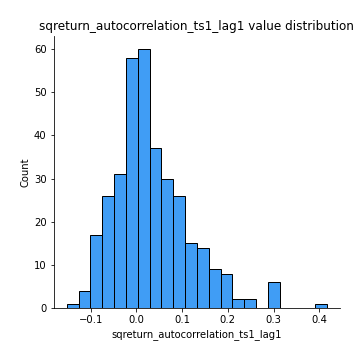 sqreturn_autocorrelation_ts1_lag1 value distribution
60
50
40
30
20
10
0
Count
−0.1 0.0 0.1 0.2 0.3 0.4
sqreturn_autocorrelation_ts1_lag1